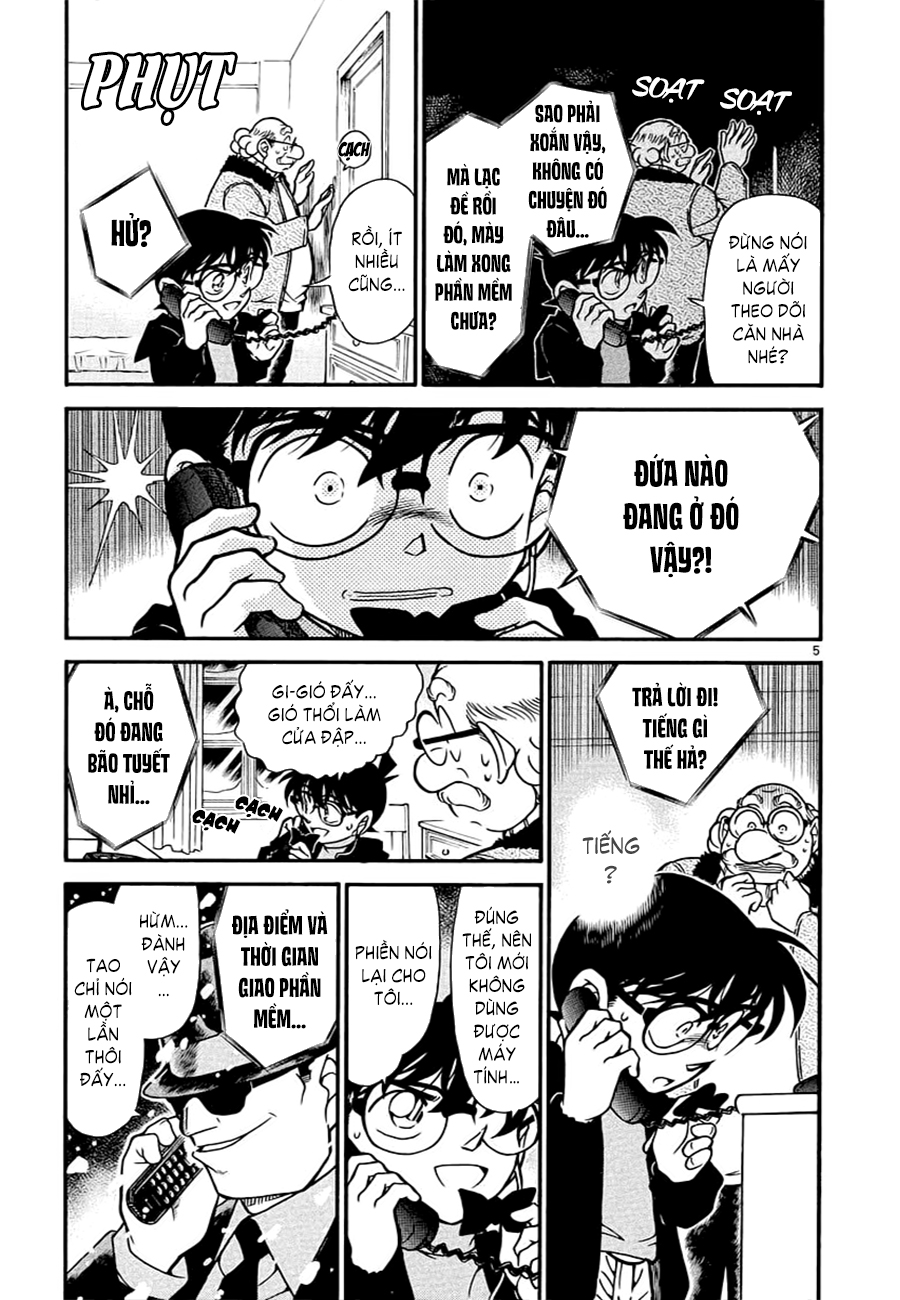 SOẠT
SOẠT
ĐỪNG NÓI
LÀ MẤY
NGƯỜI
THEO DÕI
CĂN NHÀ
NHÉ?
SAO PHẢI
XOẮN VẬY,
KHÔNG CÓ
CHUYỆN ĐÓ
ĐÂU...
MÀ LẠC
ĐỀ RỒI
ĐÓ, MÀY
LÀM XONG
PHẦN MỀM
CHƯA?
PHỤT
CẠCH
RỒI, ÍT
NHIỀU
CŨNG...
HỬ?
ĐỨA NÀO
ĐANG Ở ĐÓ
VẬY?!
5
TRẢ LỜI ĐI!
TIẾNG GÌ
THẾ HẢ?
TIẾNG
?
GI-GIÓ ĐẤY...
GIÓ THỔI LÀM
CỬA ĐẬP...
CẠCH
CẠCH
À, CHỖ
ĐÓ ĐANG
BÃO TUYẾT
NHỈ...
ĐÚNG
THẾ, NÊN
TÔI MỚI
KHÔNG
DÙNG
ĐƯỢC
MÁY
TÍNH...
PHIỀN NÓI
LẠI CHO
TÔI...
ĐỊA ĐIỂM VÀ
THỜI GIAN
GIAO PHẦN
MỀM...
HỪM...
ĐÀNH
VẬY
...
TAO
CHỈ NÓI
MỘT
LẦN
THÔI
ĐẤY...